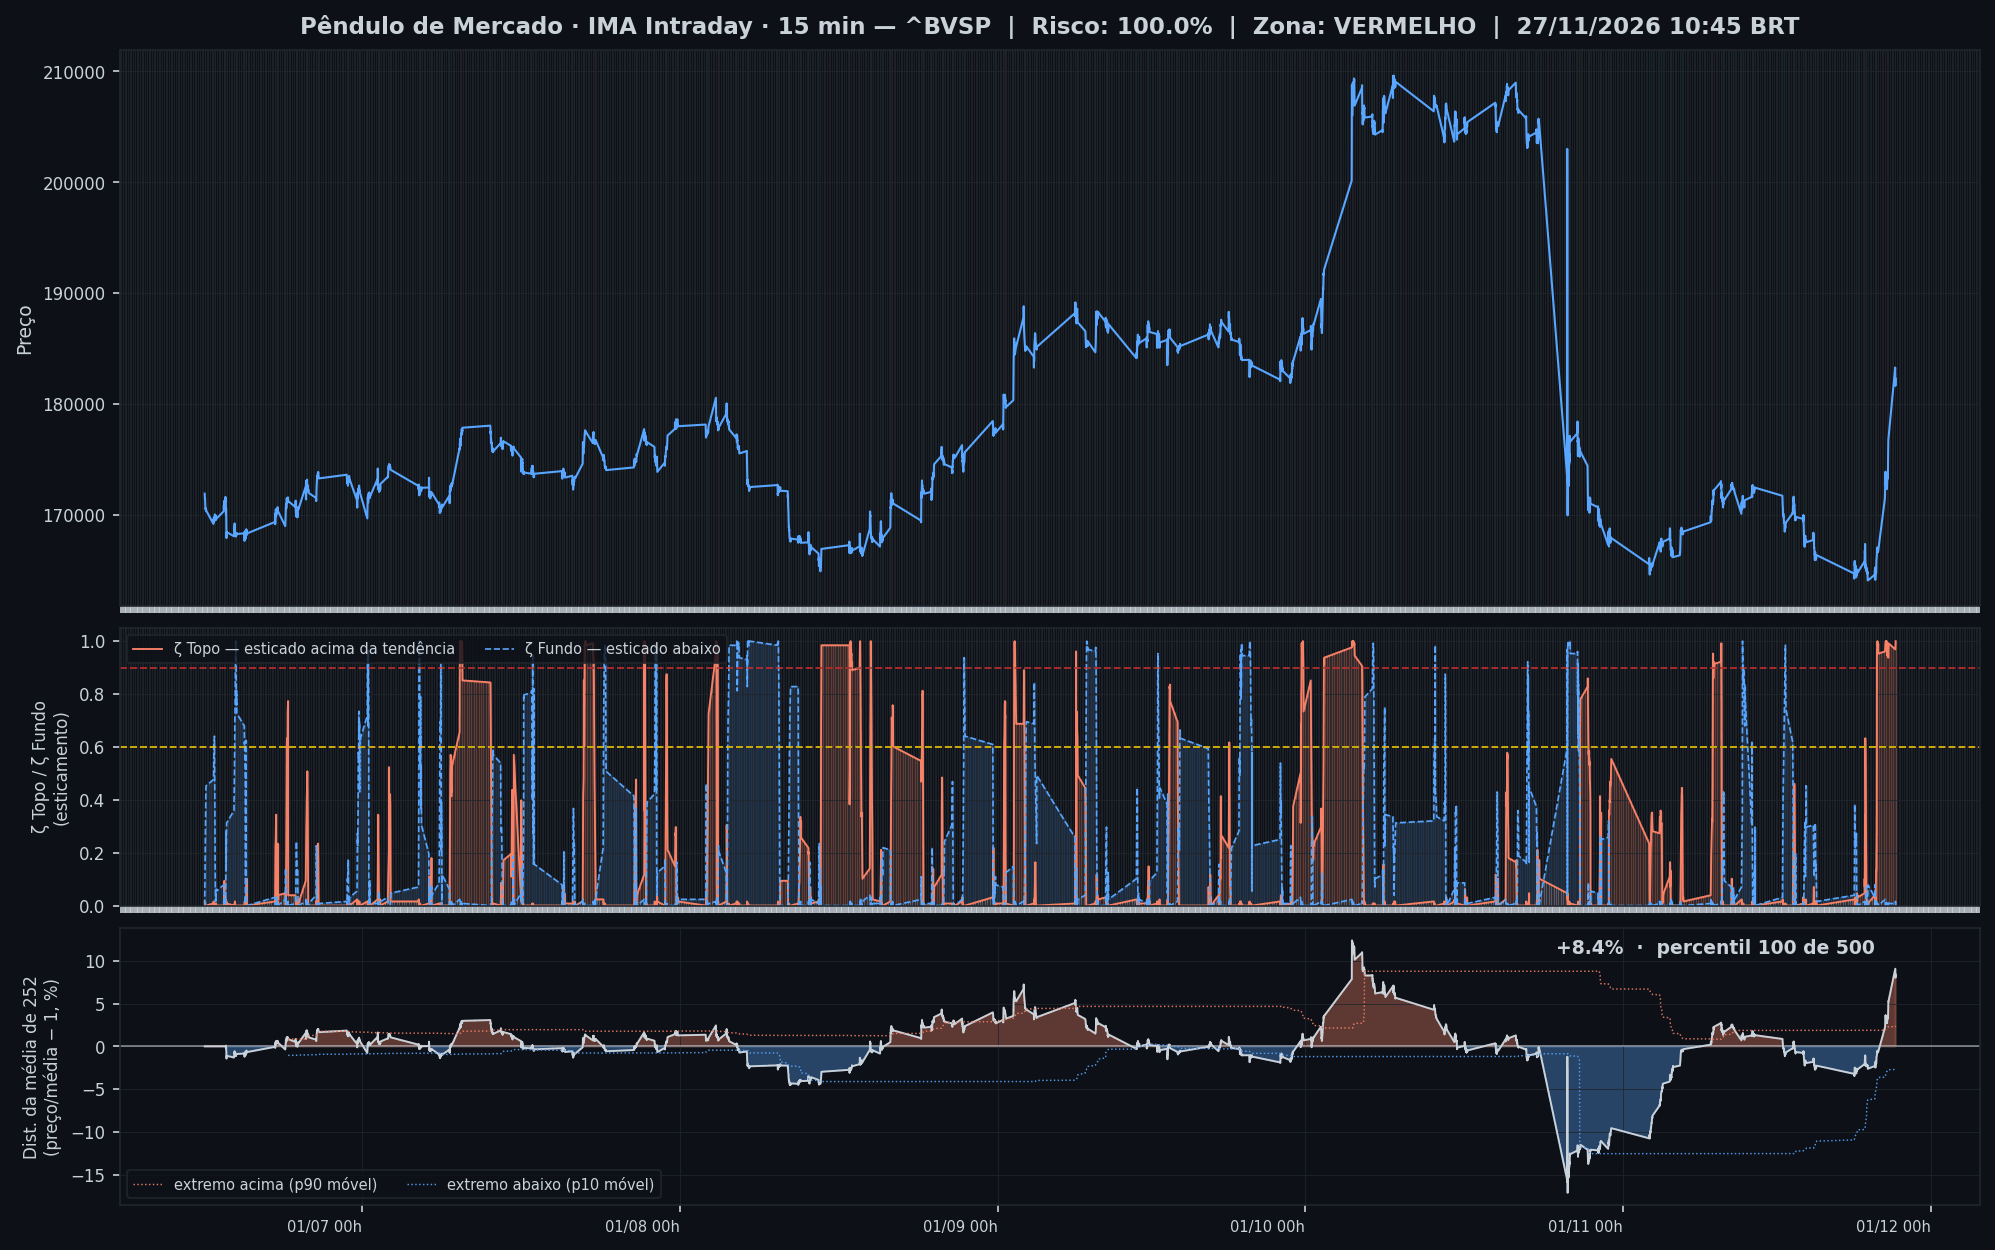 Pêndulo de Mercado · IMA Intraday · 15 min — ^BVSP | Risco: 100.0% | Zona: VERMELHO | 27/11/2026 10:45 BRT
Preço
210000
200000
190000
180000
170000
ζ Topo / ζ Fundo
(esticamento)
1.0
0.8
0.6
0.4
0.2
0.0
ζ Topo — esticado acima da tendência
ζ Fundo — esticado abaixo
Dist. da média de 252
(preço/média − 1, %)
10
5
0
−5
−10
−15
+8.4% · percentil 100 de 500
extremo acima (p90 móvel)
extremo abaixo (p10 móvel)
01/07 00h
01/08 00h
01/09 00h
01/10 00h
01/11 00h
01/12 00h